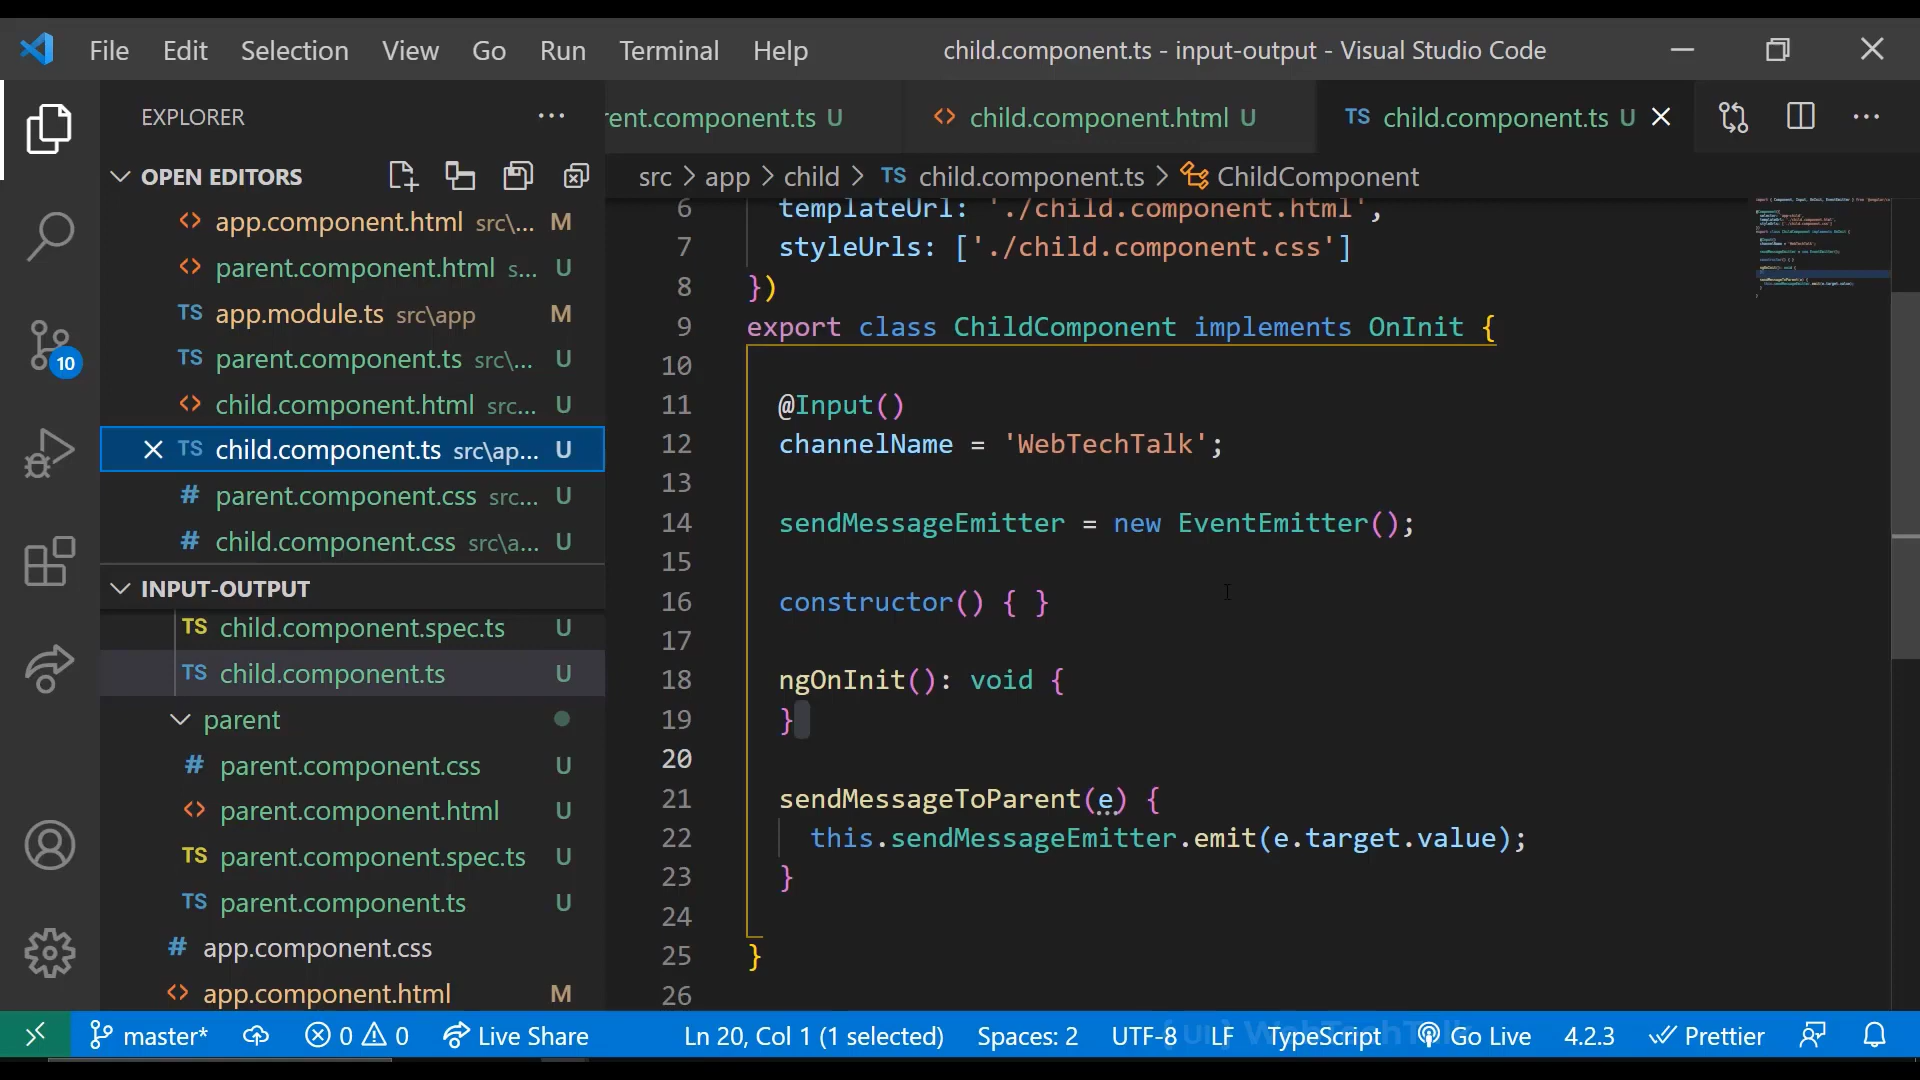 File Edit Selection View Go Run Terminal Help child.component.ts - input-output - Visual Studio Code
EXPLORER
rent.component.ts U child.component.html U TS child.component.ts U
OPEN EDITORS
src > app > child > TS child.component.ts > ChildComponent
app.component.html src\... M
parent.component.html s... U
TS app.module.ts src\app M
TS parent.component.ts src\... U
child.component.html src... U
TS child.component.ts src\ap... U
# parent.component.css src... U
# child.component.css src\a... U
INPUT-OUTPUT
TS child.component.spec.ts U
TS child.component.ts U
parent
# parent.component.css U
parent.component.html U
TS parent.component.spec.ts U
TS parent.component.ts U
# app.component.css
app.component.html M
6 templateUrl: './child.component.html',
7 styleUrls: ['./child.component.css']
8 })
9 export class ChildComponent implements OnInit {
10
11 @Input()
12 channelName = 'WebTechTalk';
13
14 sendMessageEmitter = new EventEmitter();
15
16 constructor() { }
17
18 ngOnInit(): void {
19 }
20
21 sendMessageToParent(e) {
22 this.sendMessageEmitter.emit(e.target.value);
23 }
24
25 }
26
10
master* 0 0 Live Share Ln 20, Col 1 (1 selected) Spaces: 2 UTF-8 LF TypeScript Go Live 4.2.3 Prettier